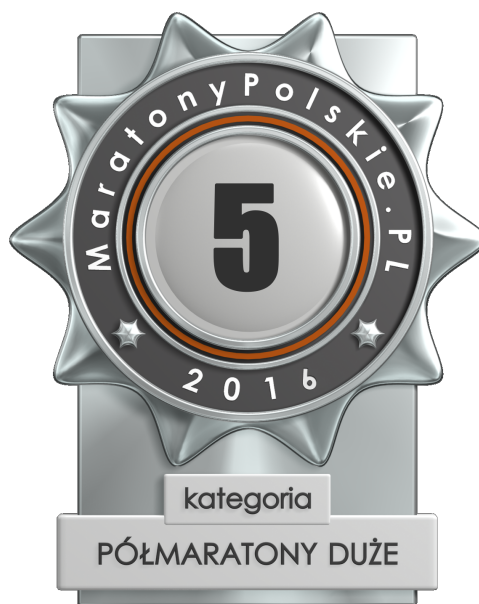 MaratonyPolskie.PL
5
2016
kategoria
PÓŁMARATONY DUŻE